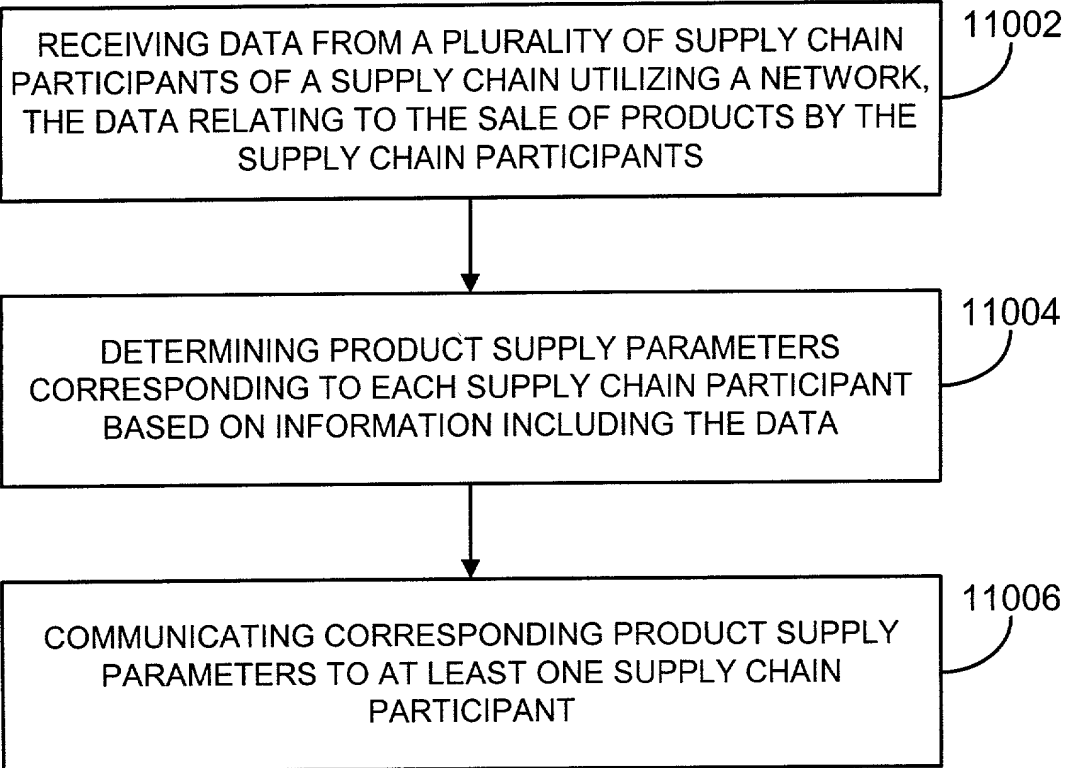 RECEIVING DATA FROM A PLURALITY OF SUPPLY CHAIN
PARTICIPANTS OF A SUPPLY CHAIN UTILIZING A NETWORK,
THE DATA RELATING TO THE SALE OF PRODUCTS BY THE
SUPPLY CHAIN PARTICIPANTS
11002
DETERMINING PRODUCT SUPPLY PARAMETERS
CORRESPONDING TO EACH SUPPLY CHAIN PARTICIPANT
BASED ON INFORMATION INCLUDING THE DATA
11004
COMMUNICATING CORRESPONDING PRODUCT SUPPLY
PARAMETERS TO AT LEAST ONE SUPPLY CHAIN
PARTICIPANT
11006